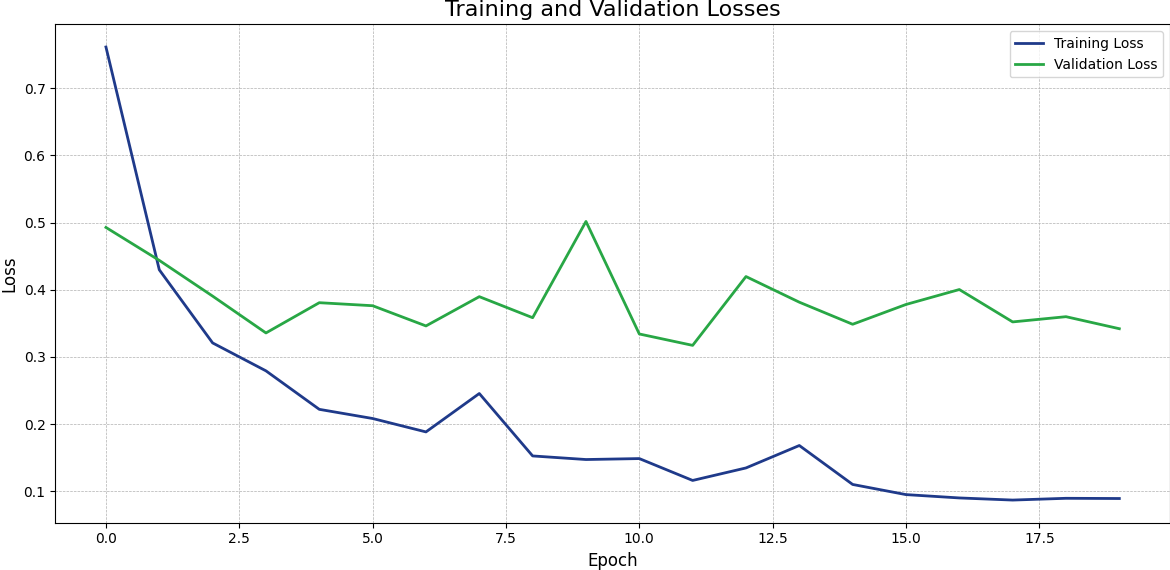 Training and Validation Losses
Training Loss
Validation Loss
Loss
0.7
0.6
0.5
0.4
0.3
0.2
0.1
0.0 2.5 5.0 7.5 10.0 12.5 15.0 17.5
Epoch